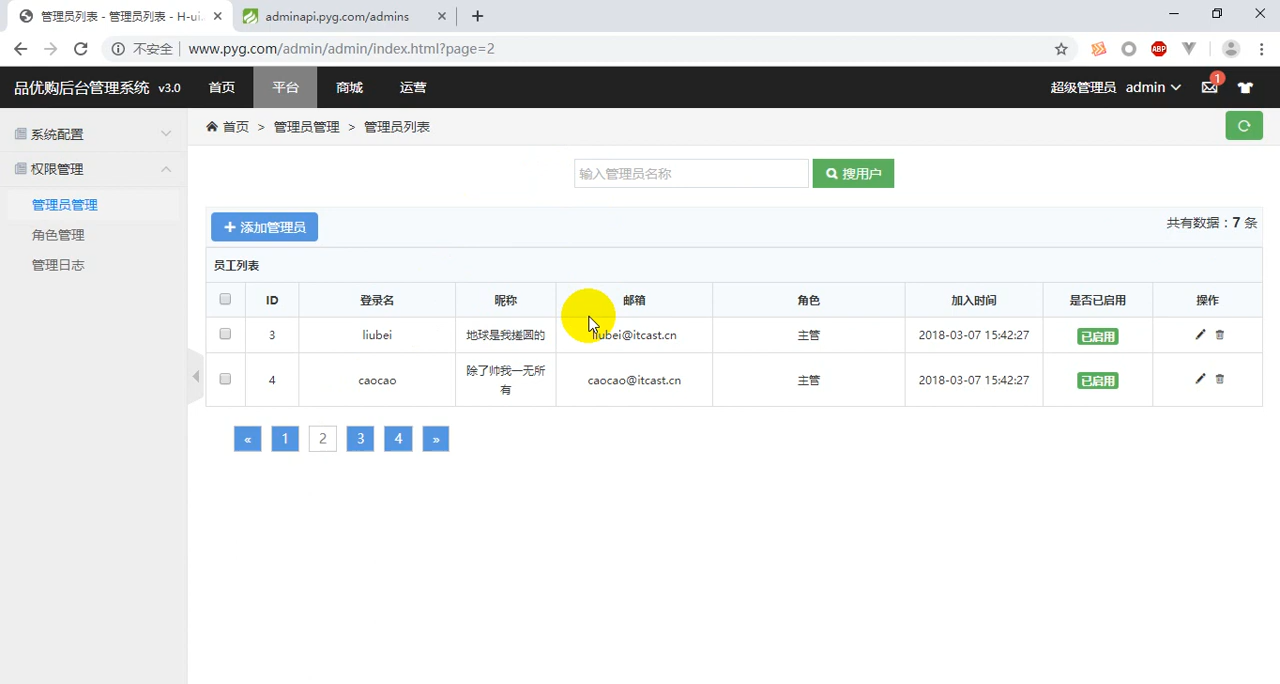 管理员列表 - 管理员列表 - H-ui.
adminapi.pyg.com/admins
不安全
www.pyg.com/admin/admin/index.html?page=2
ABP
品优购后台管理系统 v3.0
首页
平台
商城
运营
超级管理员 admin
1
系统配置
权限管理
管理员管理
角色管理
管理日志
首页 > 管理员管理 > 管理员列表
输入管理员名称
搜用户
添加管理员
共有数据：7 条
员工列表
ID 登录名 昵称 邮箱 角色 加入时间 是否已启用 操作
3 liubei 地球是我搓圆的 liubei@itcast.cn 主管 2018-03-07 15:42:27 已启用
4 caocao 除了帅我一无所有 caocao@itcast.cn 主管 2018-03-07 15:42:27 已启用
« 1 2 3 4 »